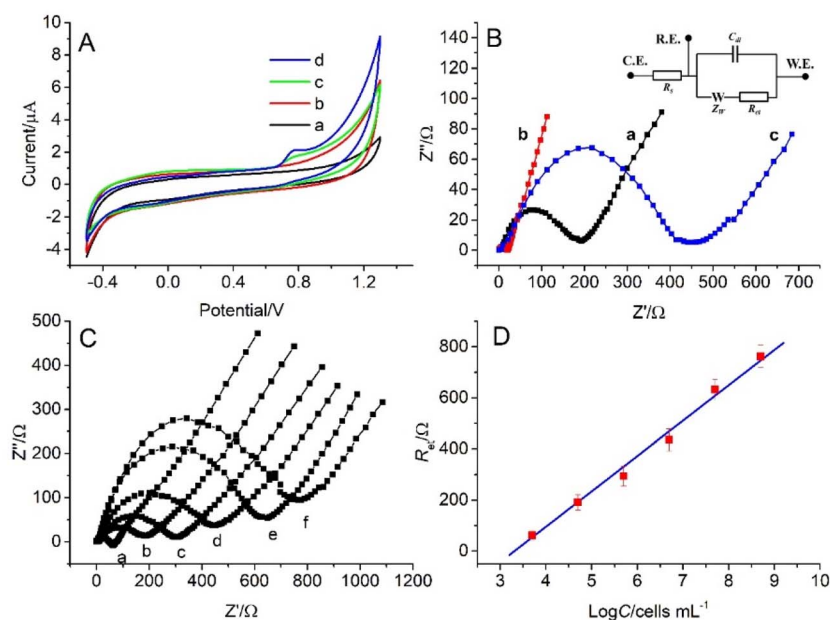 A
10
8
6
4
2
0
-2
-4
Current/μA
d
c
b
a
-0.4
0.0
0.4
0.8
1.2
Potential/V
B
140
120
100
80
60
40
20
0
Z''/Ω
R.E.
C.E.
W.E.
Cdl
Rs
W
ZW
Ret
b
a
c
0
100
200
300
400
500
600
700
Z'/Ω
C
500
400
300
200
100
0
Z''/Ω
a
b
c
d
e
f
0
200
400
600
800
1000
1200
Z'/Ω
D
800
600
400
200
0
Ret/Ω
3
4
5
6
7
8
9
10
LogC/cells mL-1